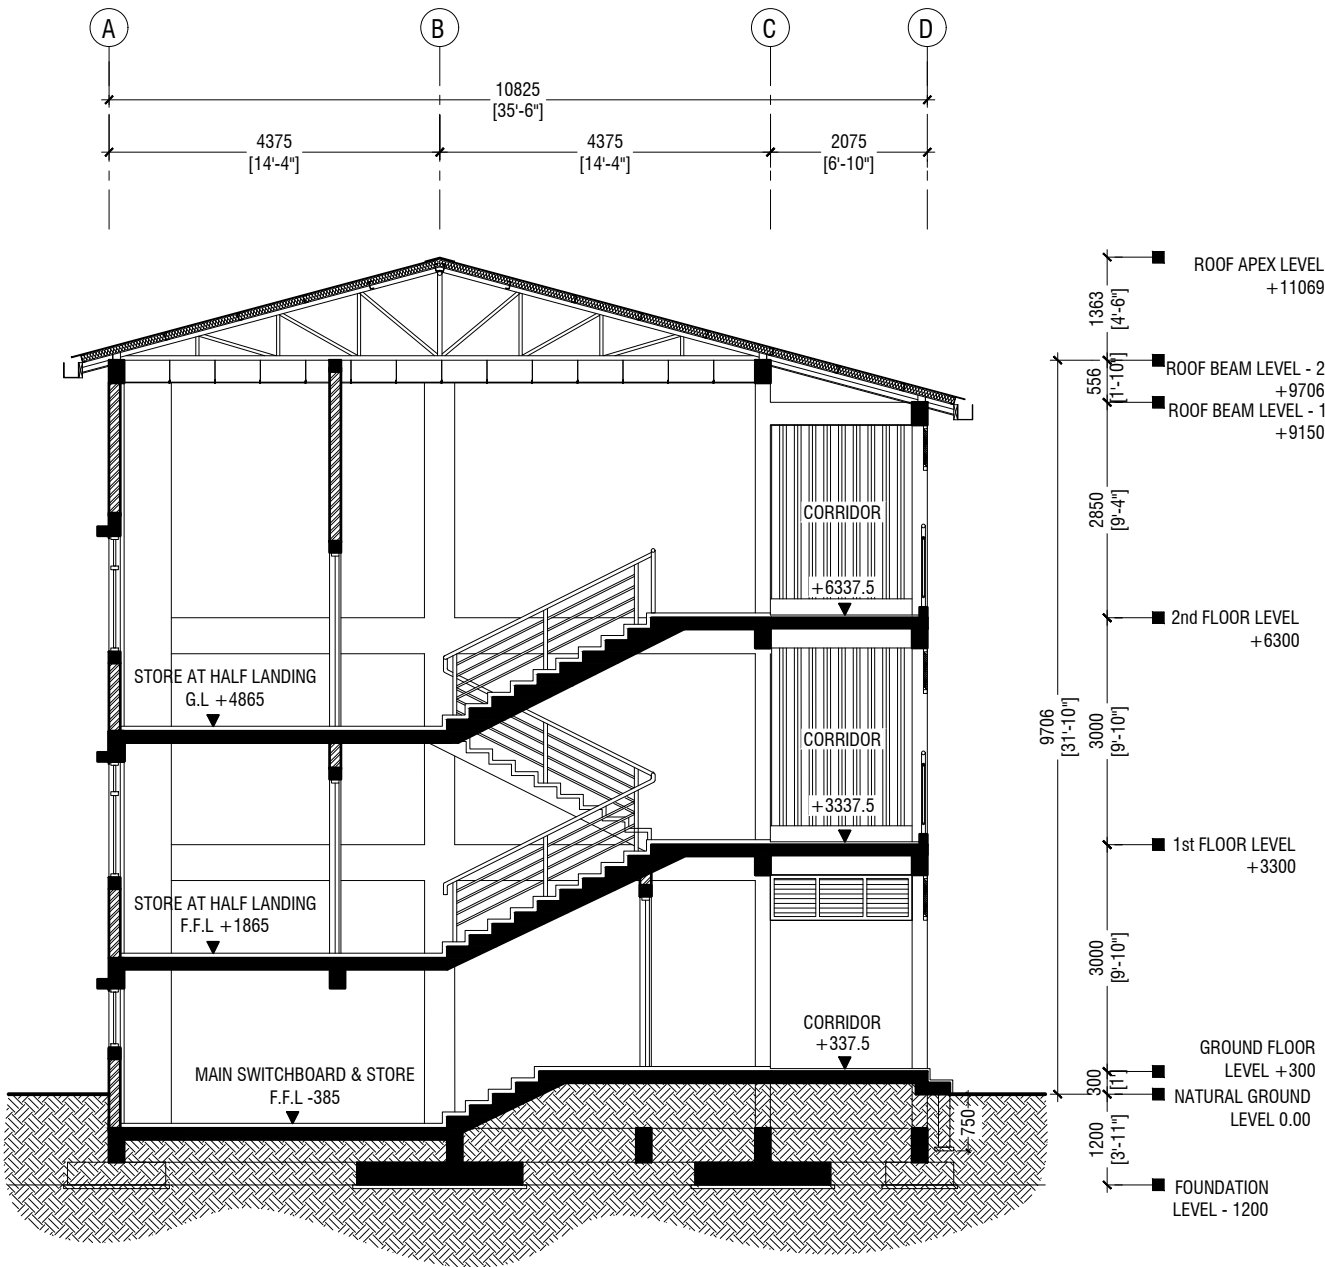 A
B
C
D
10825
[35'-6"]
4375
[14'-4"]
4375
[14'-4"]
2075
[6'-10"]
ROOF APEX LEVEL
+11069
1363
[4'-6"]
ROOF BEAM LEVEL - 2
+9706
556
[1'-10"]
ROOF BEAM LEVEL - 1
+9150
2850
[9'-4"]
CORRIDOR
+6337.5
2nd FLOOR LEVEL
+6300
STORE AT HALF LANDING
G.L +4865
9706
[31'-10"]
3000
[9'-10"]
CORRIDOR
+3337.5
1st FLOOR LEVEL
+3300
STORE AT HALF LANDING
F.F.L +1865
3000
[9'-10"]
CORRIDOR
+337.5
GROUND FLOOR
LEVEL +300
MAIN SWITCHBOARD & STORE
F.F.L -385
300
NATURAL GROUND
LEVEL 0.00
750
1200
[3'-11"]
FOUNDATION
LEVEL - 1200